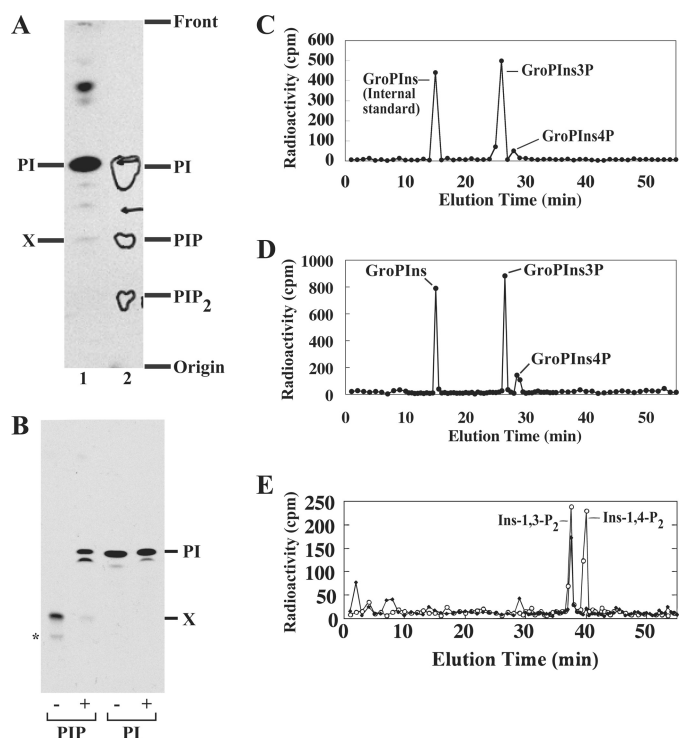 A
Front
PI
PI
X
PIP
PIP2
Origin
1 2
B
PI
X
*
- + - +
PIP PI
C
Radioactivity (cpm)
600
500
400
300
200
100
0
GroPIns
(Internal
standard)
GroPIns3P
GroPIns4P
0 10 20 30 40 50
Elution Time (min)
D
Radioactivity (cpm)
1000
800
600
400
200
0
GroPIns
GroPIns3P
GroPIns4P
0 10 20 30 40 50
Elution Time (min)
E
Radioactivity (cpm)
250
200
150
100
50
0
Ins-1,3-P2
Ins-1,4-P2
0 10 20 30 40 50
Elution Time (min)